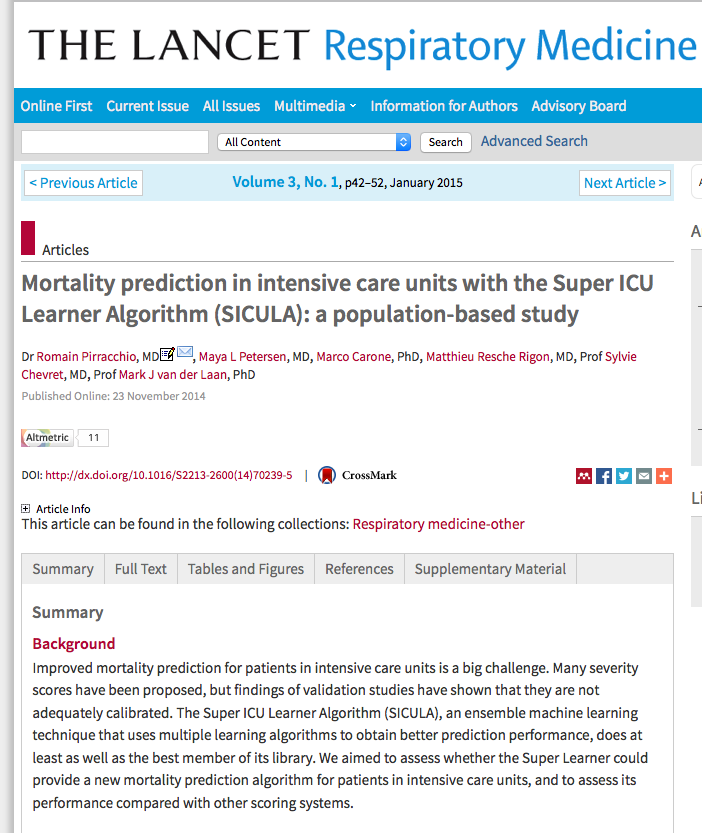 THE LANCET Respiratory Medicine
Online First Current Issue All Issues Multimedia Information for Authors Advisory Board
All Content Search Advanced Search
< Previous Article Volume 3, No. 1, p42–52, January 2015 Next Article >
Articles
Mortality prediction in intensive care units with the Super ICU
Learner Algorithm (SICULA): a population-based study
Dr Romain Pirracchio, MD, Maya L Petersen, MD, Marco Carone, PhD, Matthieu Resche Rigon, MD, Prof Sylvie
Chevret, MD, Prof Mark J van der Laan, PhD
Published Online: 23 November 2014
Altmetric 11
DOI: http://dx.doi.org/10.1016/S2213-2600(14)70239-5 | CrossMark
Article Info
This article can be found in the following collections: Respiratory medicine-other
Summary Full Text Tables and Figures References Supplementary Material
Summary
Background
Improved mortality prediction for patients in intensive care units is a big challenge. Many severity
scores have been proposed, but findings of validation studies have shown that they are not
adequately calibrated. The Super ICU Learner Algorithm (SICULA), an ensemble machine learning
technique that uses multiple learning algorithms to obtain better prediction performance, does at
least as well as the best member of its library. We aimed to assess whether the Super Learner could
provide a new mortality prediction algorithm for patients in intensive care units, and to assess its
performance compared with other scoring systems.